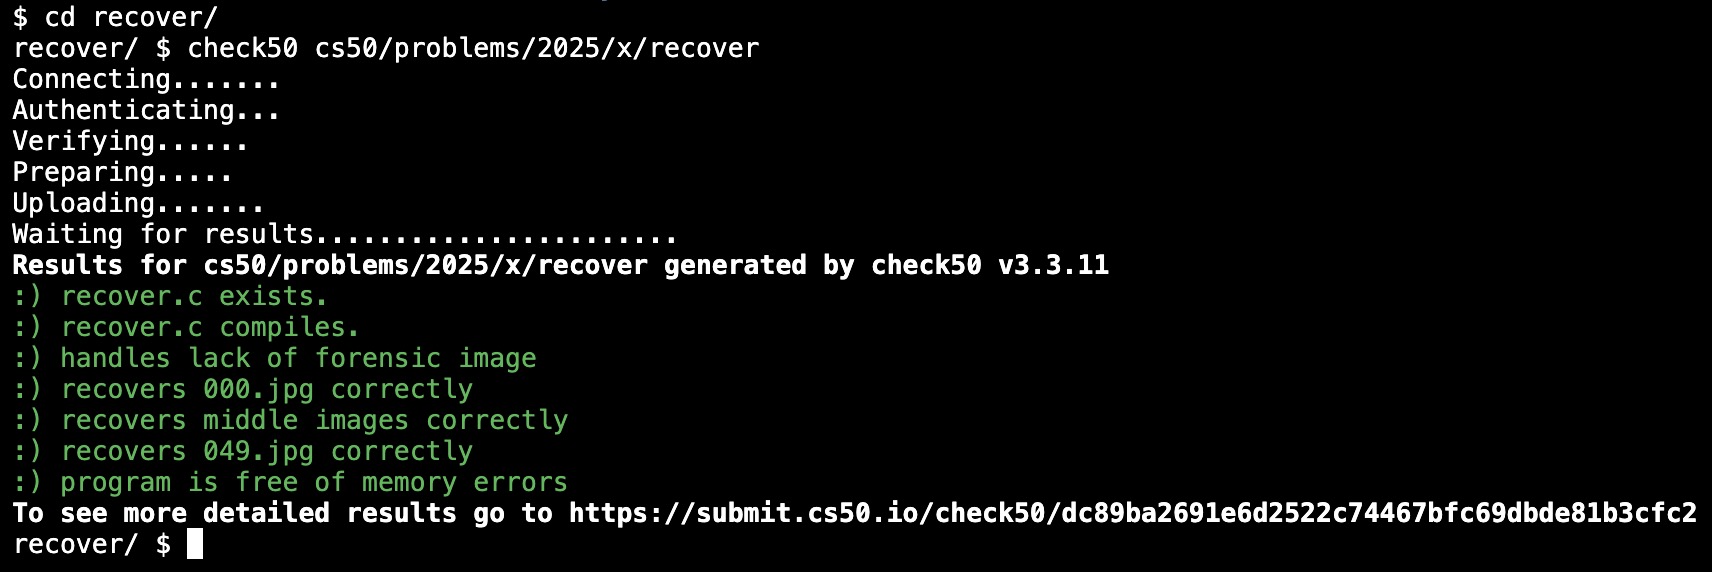 $ cd recover/
recover/ $ check50 cs50/problems/2025/x/recover
Connecting.......
Authenticating...
Verifying......
Preparing.....
Uploading.......
Waiting for results.......................
Results for cs50/problems/2025/x/recover generated by check50 v3.3.11
:) recover.c exists.
:) recover.c compiles.
:) handles lack of forensic image
:) recovers 000.jpg correctly
:) recovers middle images correctly
:) recovers 049.jpg correctly
:) program is free of memory errors
To see more detailed results go to https://submit.cs50.io/check50/dc89ba2691e6d2522c74467bfc69dbde81b3cfc2
recover/ $